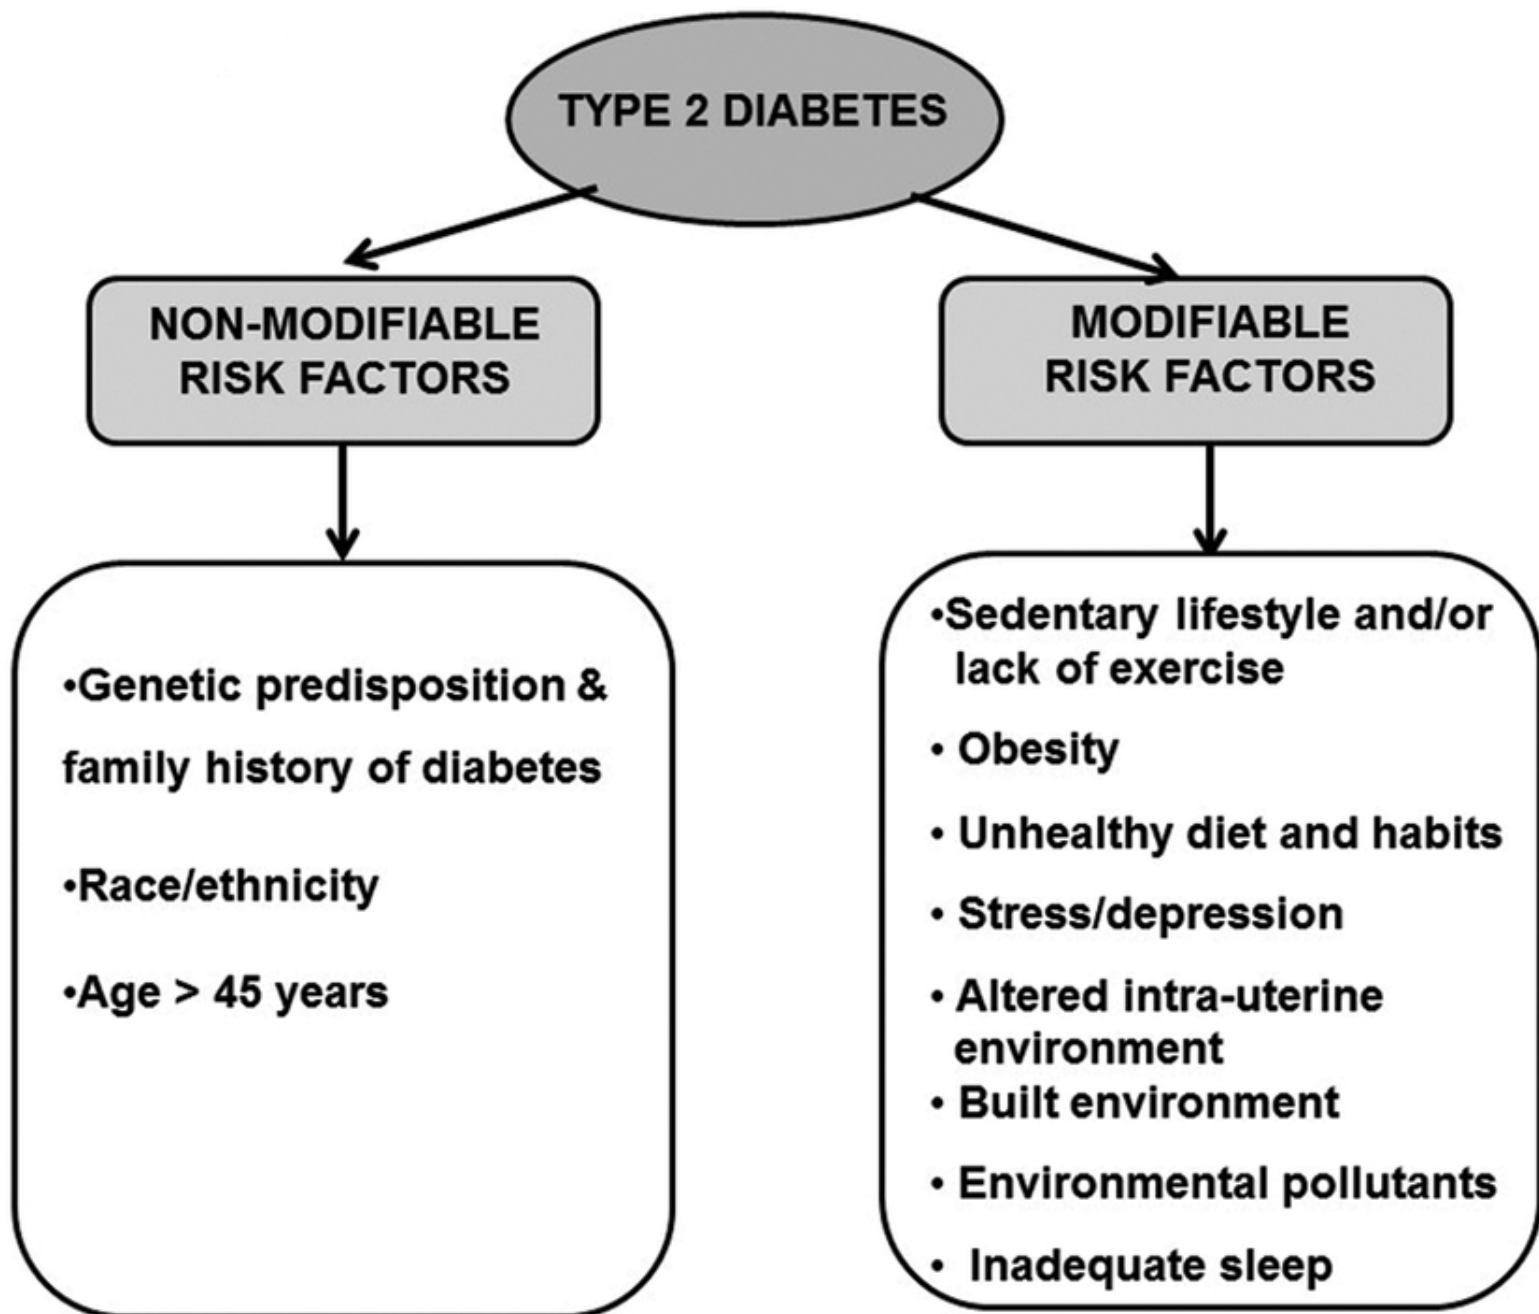 TYPE 2 DIABETES
NON-MODIFIABLE
RISK FACTORS
•Genetic predisposition &
family history of diabetes
•Race/ethnicity
•Age > 45 years
MODIFIABLE
RISK FACTORS
•Sedentary lifestyle and/or
lack of exercise
• Obesity
• Unhealthy diet and habits
• Stress/depression
• Altered intra-uterine
environment
• Built environment
• Environmental pollutants
• Inadequate sleep